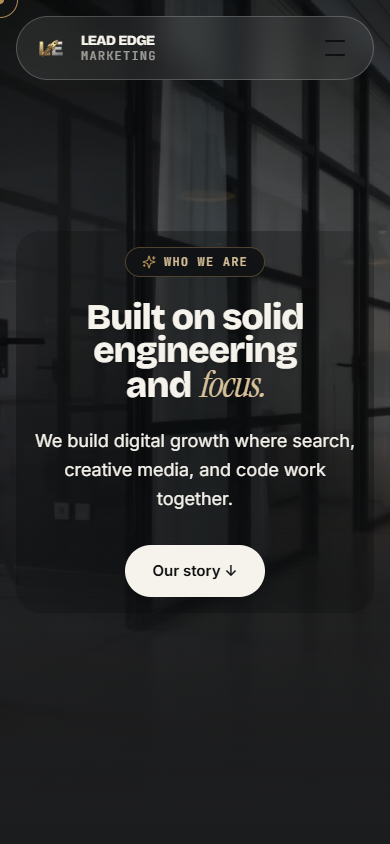 LE
LEAD EDGE
MARKETING
WHO WE ARE
Built on solid
engineering
and focus.
We build digital growth where search,
creative media, and code work
together.
Our story ↓